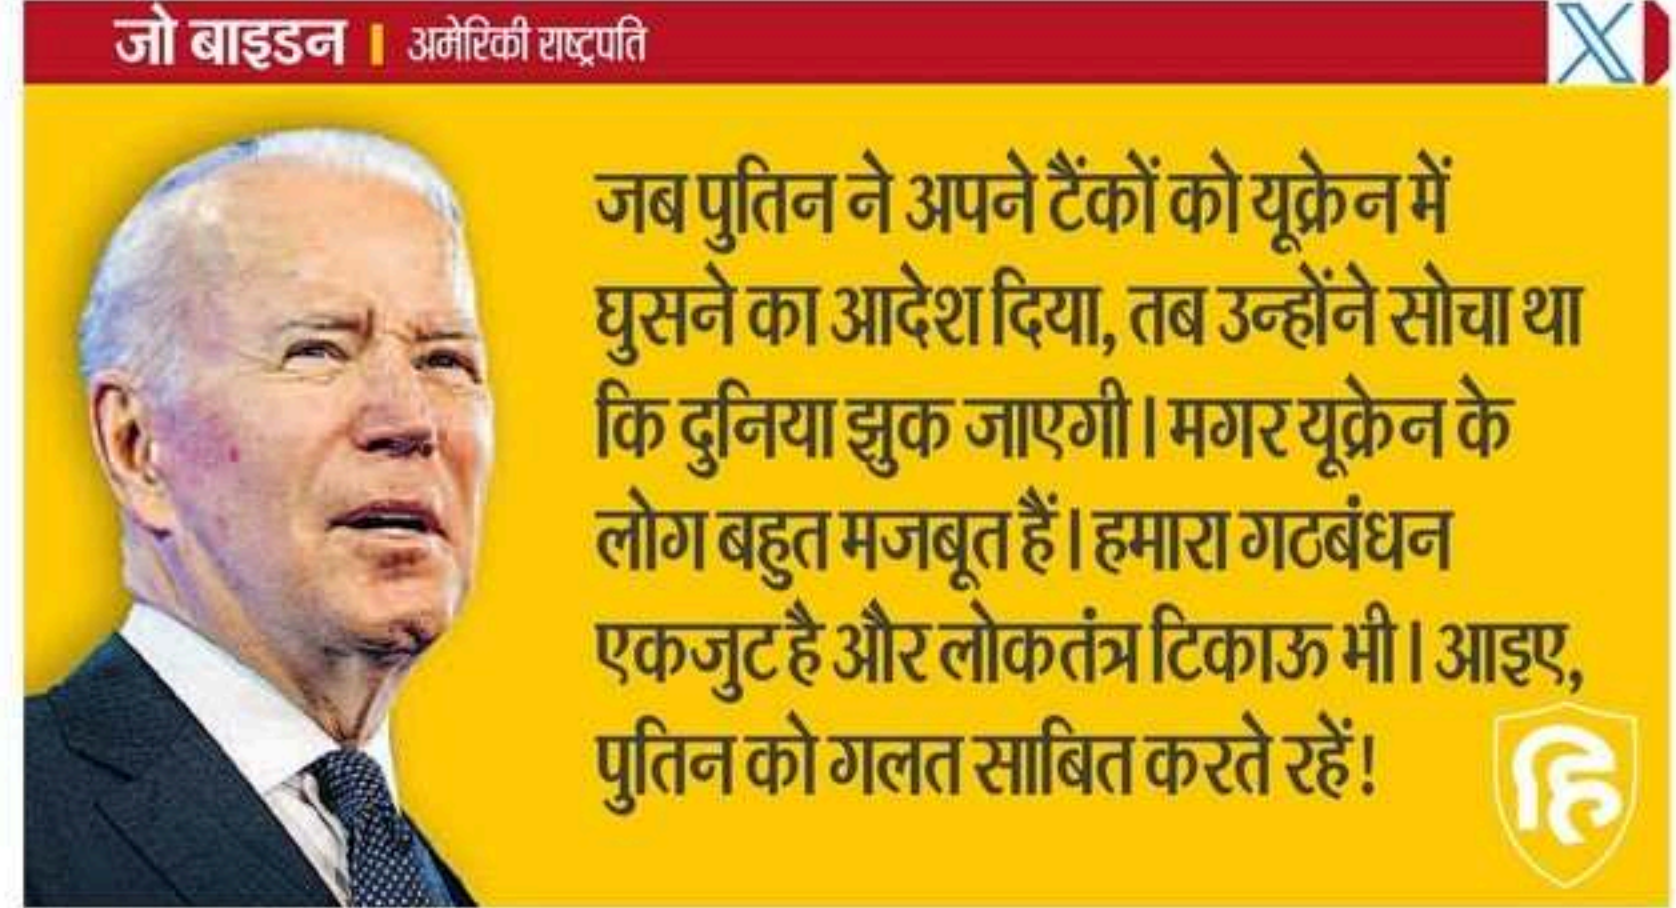 जो बाइडन | अमेरिकी राष्ट्रपति
X
जब पुतिन ने अपने टैंकों को यूक्रेन में
घुसने का आदेश दिया, तब उन्होंने सोचा था
कि दुनिया झुक जाएगी। मगर यूक्रेन के
लोग बहुत मजबूत हैं। हमारा गठबंधन
एकजुट है और लोकतंत्र टिकाऊ भी। आइए,
पुतिन को गलत साबित करते रहें!
हि